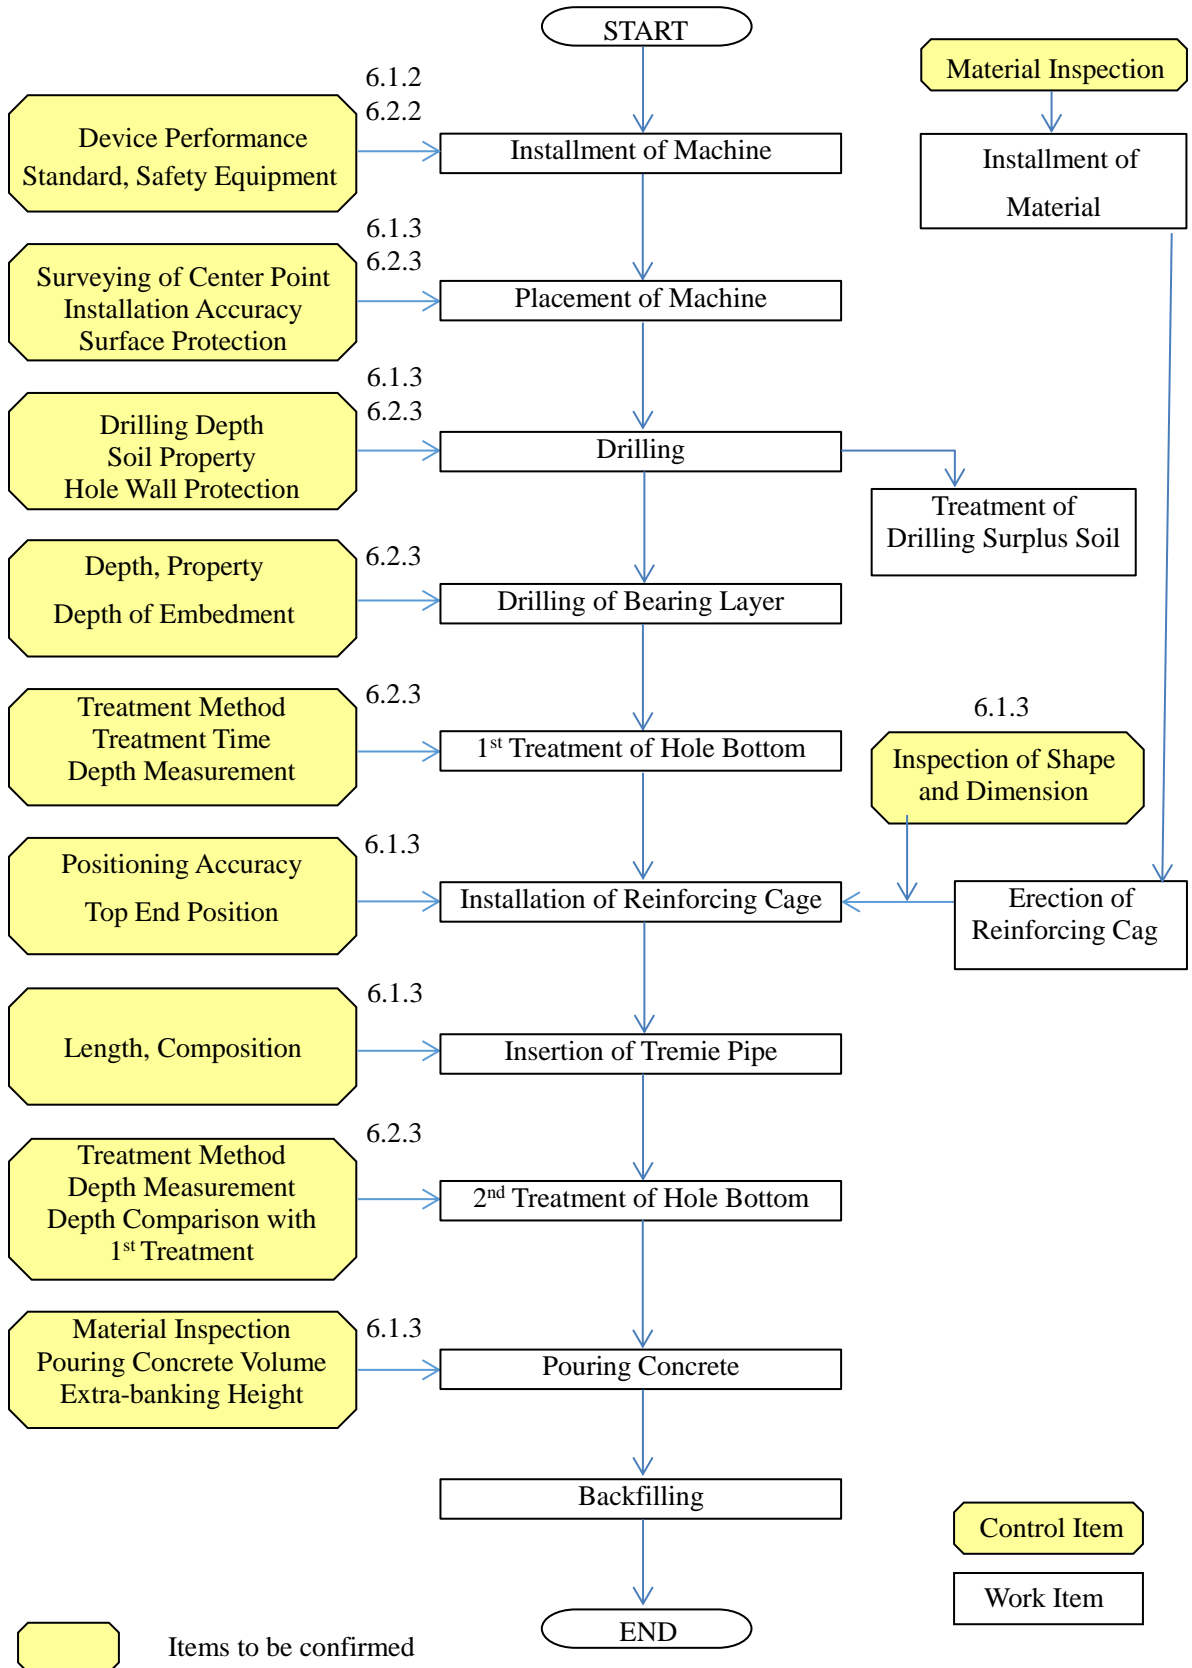 START
Material Inspection
6.1.2
6.2.2
Device Performance
Standard, Safety Equipment
Installment of Machine
Installment of
Material
6.1.3
6.2.3
Surveying of Center Point
Installation Accuracy
Surface Protection
Placement of Machine
6.1.3
6.2.3
Drilling Depth
Soil Property
Hole Wall Protection
Drilling
Treatment of
Drilling Surplus Soil
6.2.3
Depth, Property
Depth of Embedment
Drilling of Bearing Layer
6.2.3
Treatment Method
Treatment Time
Depth Measurement
1st Treatment of Hole Bottom
6.1.3
Inspection of Shape
and Dimension
6.1.3
Positioning Accuracy
Top End Position
Installation of Reinforcing Cage
Erection of
Reinforcing Cag
6.1.3
Length, Composition
Insertion of Tremie Pipe
6.2.3
Treatment Method
Depth Measurement
Depth Comparison with
1st Treatment
2nd Treatment of Hole Bottom
6.1.3
Material Inspection
Pouring Concrete Volume
Extra-banking Height
Pouring Concrete
Backfilling
Control Item
Work Item
END
Items to be confirmed